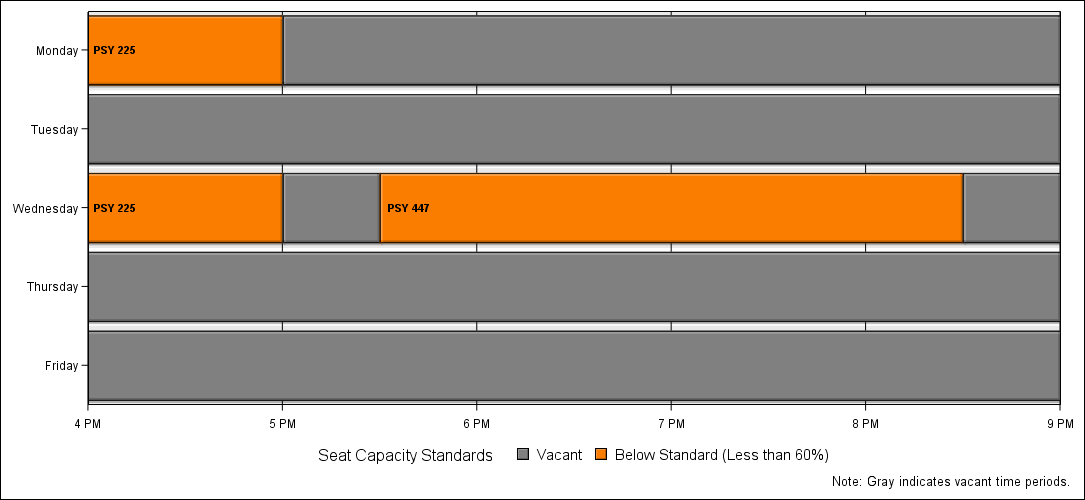 Monday
PSY 225
Tuesday
Wednesday
PSY 225
PSY 447
Thursday
Friday
4 PM
5 PM
6 PM
7 PM
8 PM
9 PM
Seat Capacity Standards
Vacant
Below Standard (Less than 60%)
Note: Gray indicates vacant time periods.